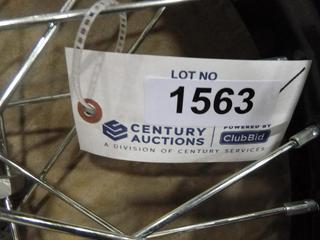 LOT NO
1563
CENTURY AUCTIONS
POWERED BY
ClubBid
A DIVISION OF CENTURY SERVICES